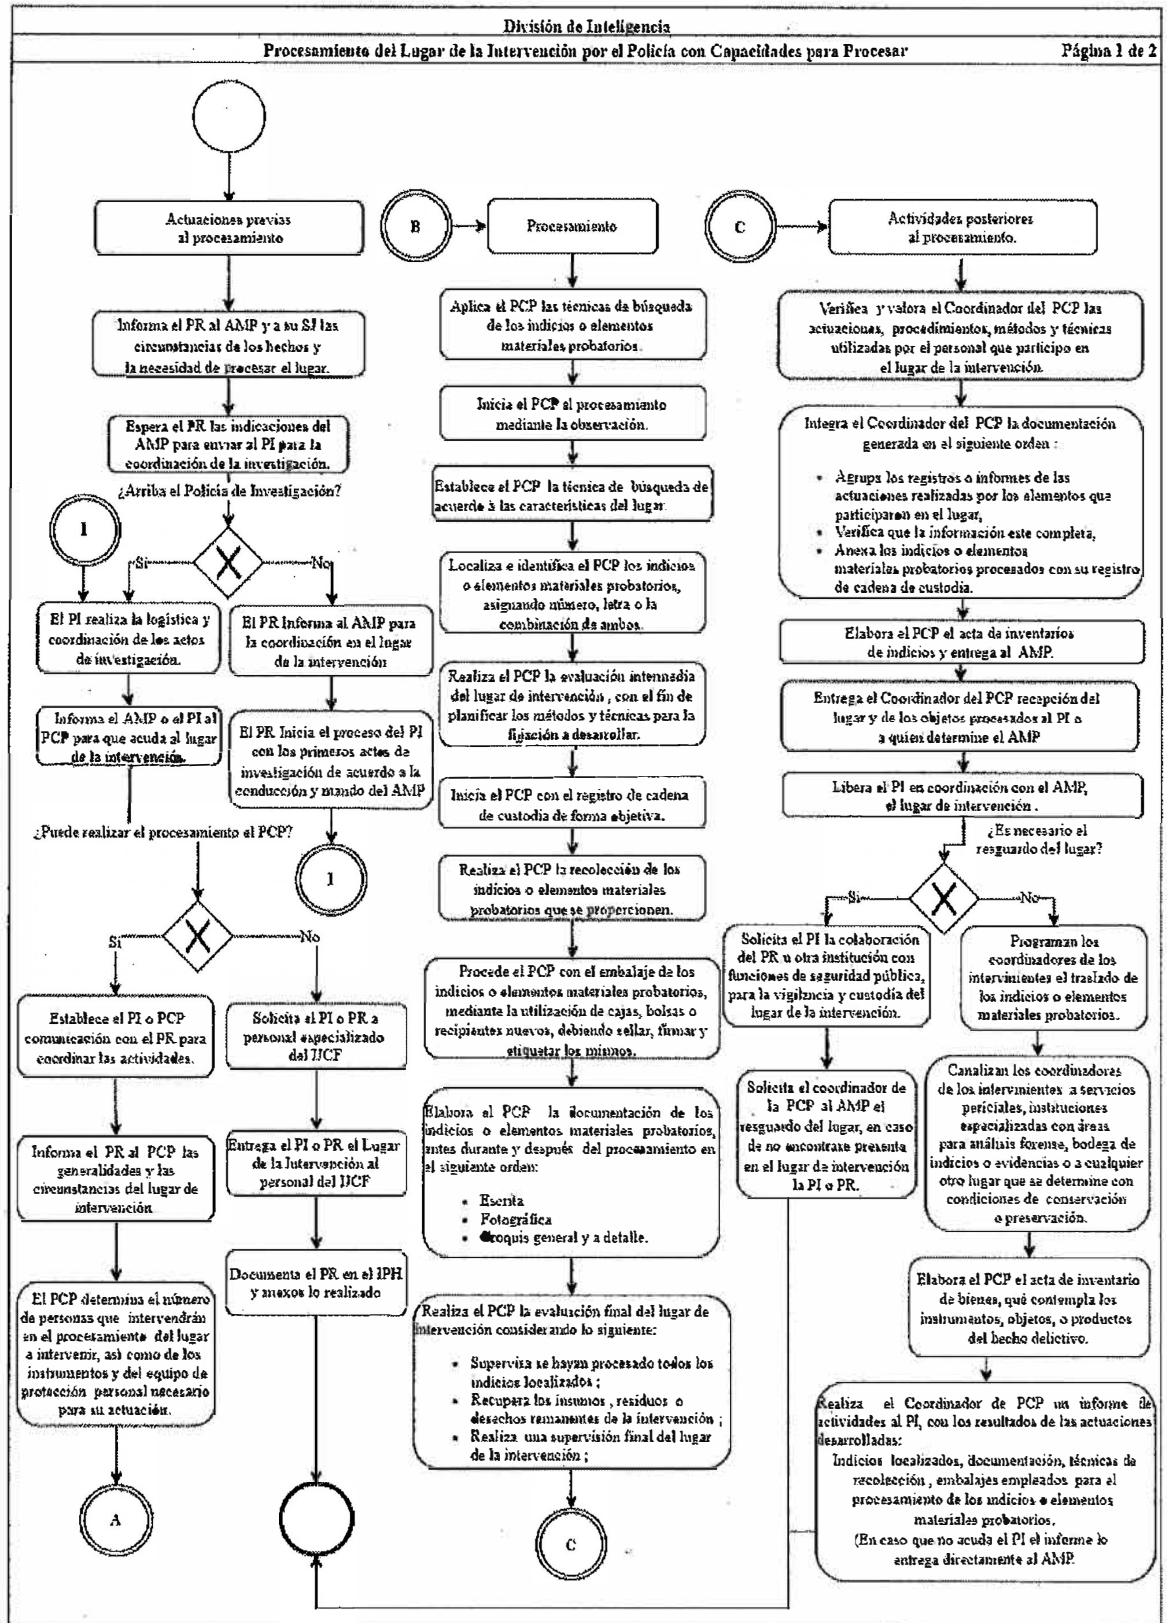 División de Inteligencia
Procesamiento del Lugar de la Intervención por el Policía con Capacidades para Procesar
Página 1 de 2
Actuaciones previas
al procesamiento
Informa el PR al AMP y a su SJ las
circunstancias de los hechos y
la necesidad de procesar el lugar.
Espera el PR las indicaciones del
AMP para enviar al PI para la
coordinación de la investigación.
¿Arriba el Policía de Investigación?
1
Si
No
El PI realiza la logística y
coordinación de los actos
de investigación.
El PR Informa al AMP para
la coordinación en el lugar
de la intervención
Informa el AMP o el PI al
PCP para que acuda al lugar
de la intervención.
El PR Inicia el proceso del PI
con los primeros actos de
investigación de acuerdo a la
conducción y mando del AMP
1
¿Puede realizar el procesamiento el PCP?
Si
No
Establece el PI o PCP
comunicación con el PR para
coordinar las actividades.
Solicita el PI o PR a
personal especializado
del IJCF
Informa el PR al PCP las
generalidades y las
circunstancias del lugar de
intervención
Entrega el PI o PR el Lugar
de la Intervención al
personal del IJCF
El PCP determina el número
de personas que intervendrán
en el procesamiento del lugar
a intervenir, así como de los
instrumentos y del equipo de
protección personal necesario
para su actuación.
Documenta el PR en el IPH
y anexos lo realizado
A
B
Procesamiento
Aplica el PCP las técnicas de búsqueda
de los indicios o elementos
materiales probatorios.
Inicia el PCP al procesamiento
mediante la observación.
Establece el PCP la técnica de búsqueda de
acuerdo à las características del lugar.
Localiza e identifica el PCP los indicios
o elementos materiales probatorios,
asignando número, letra o la
combinación de ambos.
Realiza el PCP la evaluación intermedia
del lugar de intervención , con el fin de
planificar los métodos y técnicas para la
fijación a desarrollar.
Inicia el PCP con el registro de cadena
de custodia de forma objetiva.
Realiza el PCP la recolección de los
indicios o elementos materiales
probatorios que se proporcionen.
Procede el PCP con el embalaje de los
indicios o elementos materiales probatorios,
mediante la utilización de cajas, bolsas o
recipientes nuevos, debiendo sellar, firmar y
etiquetar los mismos.
Elabora el PCP la documentación de los
indicios o elementos materiales probatorios,
antes durante y después del procesamiento en
el siguiente orden:
• Escrita
• Fotográfica
• Croquis general y a detalle.
Realiza el PCP la evaluación final del lugar de
intervención considerando lo siguiente:
• Supervisa se hayan procesado todos los
indicios localizados ;
• Recupera los insumos , residuos o
desechos remanentes de la intervención ;
• Realiza una supervisión final del lugar
de la intervención ;
C
C
Actividades posteriores
al procesamiento.
Verifica y valora el Coordinador del PCP las
actuaciones, procedimientos, métodos y técnicas
utilizadas por el personal que participo en
el lugar de la intervención.
Integra el Coordinador del PCP la documentación
generada en el siguiente orden :
• Agrupa los registros o informes de las
actuaciones realizadas por los elementos que
participaron en el lugar,
• Verifica que la información este completa,
• Anexa los indicios o elementos
materiales probatorios procesados con su registro
de cadena de custodia.
Elabora el PCP el acta de inventarios
de indicios y entrega al AMP.
Entrega el Coordinador del PCP recepción del
lugar y de los objetos procesados al PI o
a quien determine el AMP
Libera el PI en coordinación con el AMP,
el lugar de intervención .
¿Es necesario el
resguardo del lugar?
Si
No
Solicita el PI la colaboración
del PR u otra institución con
funciones de seguridad pública,
para la vigilancia y custodia del
lugar de la intervención.
Programan los
coordinadores de los
intervinientes el traslado de
los indicios o elementos
materiales probatorios.
Solicita el coordinador de
la PCP al AMP el
resguardo del lugar, en caso
de no encontrase presenta
en el lugar de intervención
la PI o PR.
Canalizan los coordinadores
de los intervinientes a servicios
periciales, instituciones
especializadas con áreas
para análisis forense, bodega de
indicios o evidencias o a cualquier
otro lugar que se determine con
condiciones de conservación
o preservación.
Elabora el PCP el acta de inventario
de bienes, qué contempla los
instrumentos, objetos, o productos
del hecho delictivo.
Realiza el Coordinador de PCP un informe de
actividades al PI, con los resultados de las actuaciones
desarrolladas:
Indicios localizados, documentación, técnicas de
recolección , embalajes empleados para el
procesamiento de los indicios o elementos
materiales probatorios.
(En caso que no acuda el PI el informe lo
entrega directamente al AMP.